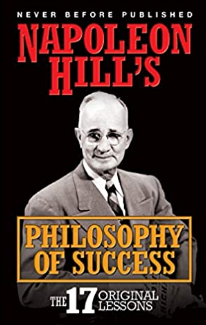 NEVER BEFORE PUBLISHED
NAPOLEON
HILL'S
PHILOSOPHY
OF SUCCESS
THE 17 ORIGINAL
LESSONS